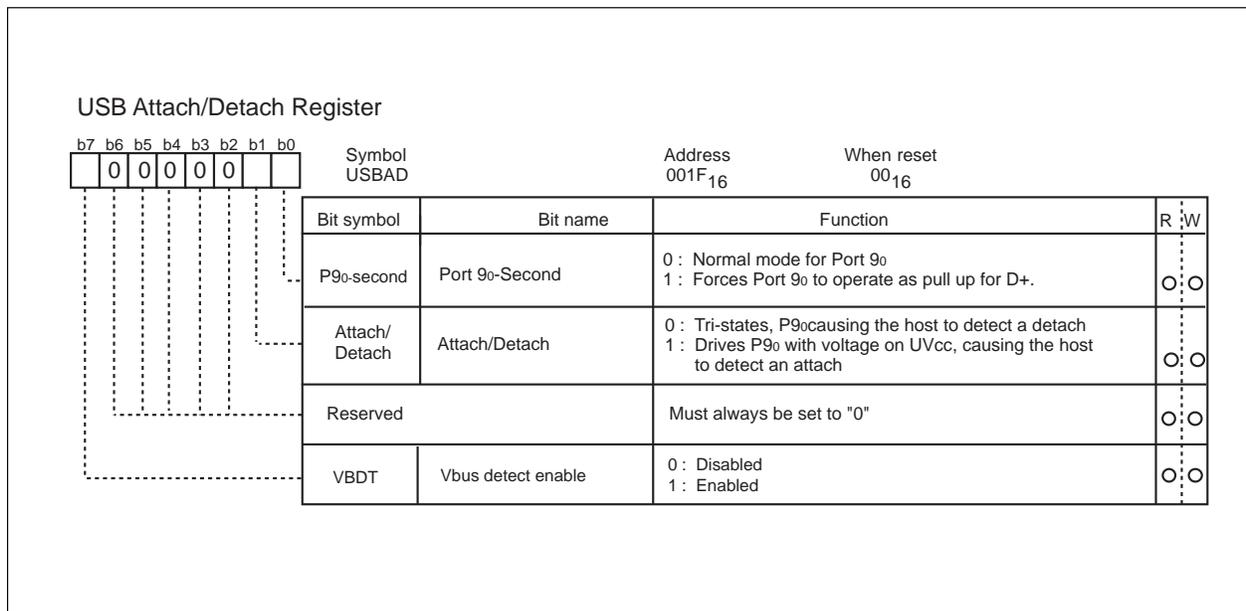 USB Attach/Detach Register
b7 b6 b5 b4 b3 b2 b1 b0
0 0 0 0 0
Symbol Address When reset
USBAD 001F16 0016
Bit symbol Bit name Function R W
P90-second Port 90-Second 0 : Normal mode for Port 90
1 : Forces Port 90 to operate as pull up for D+.
Attach/
Detach Attach/Detach 0 : Tri-states, P90causing the host to detect a detach
1 : Drives P90 with voltage on UVcc, causing the host
to detect an attach
Reserved Must always be set to "0"
VBDT Vbus detect enable 0 : Disabled
1 : Enabled